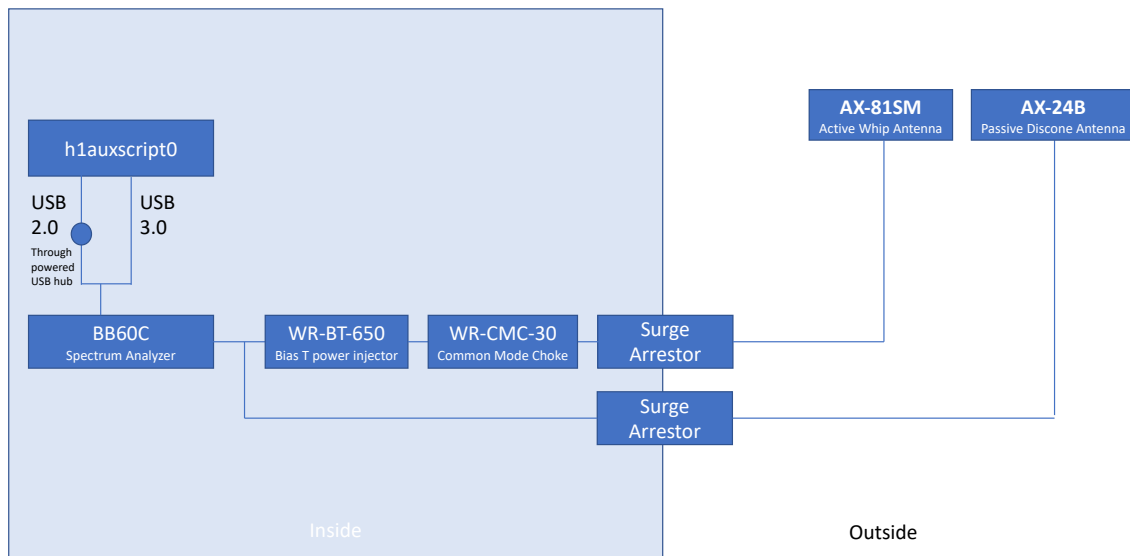 AX-81SM
Active Whip Antenna
AX-24B
Passive Discone Antenna
h1auxscript0
USB
2.0
USB
3.0
Through
powered
USB hub
BB60C
Spectrum Analyzer
WR-BT-650
Bias T power injector
WR-CMC-30
Common Mode Choke
Surge
Arrestor
Surge
Arrestor
Inside
Outside